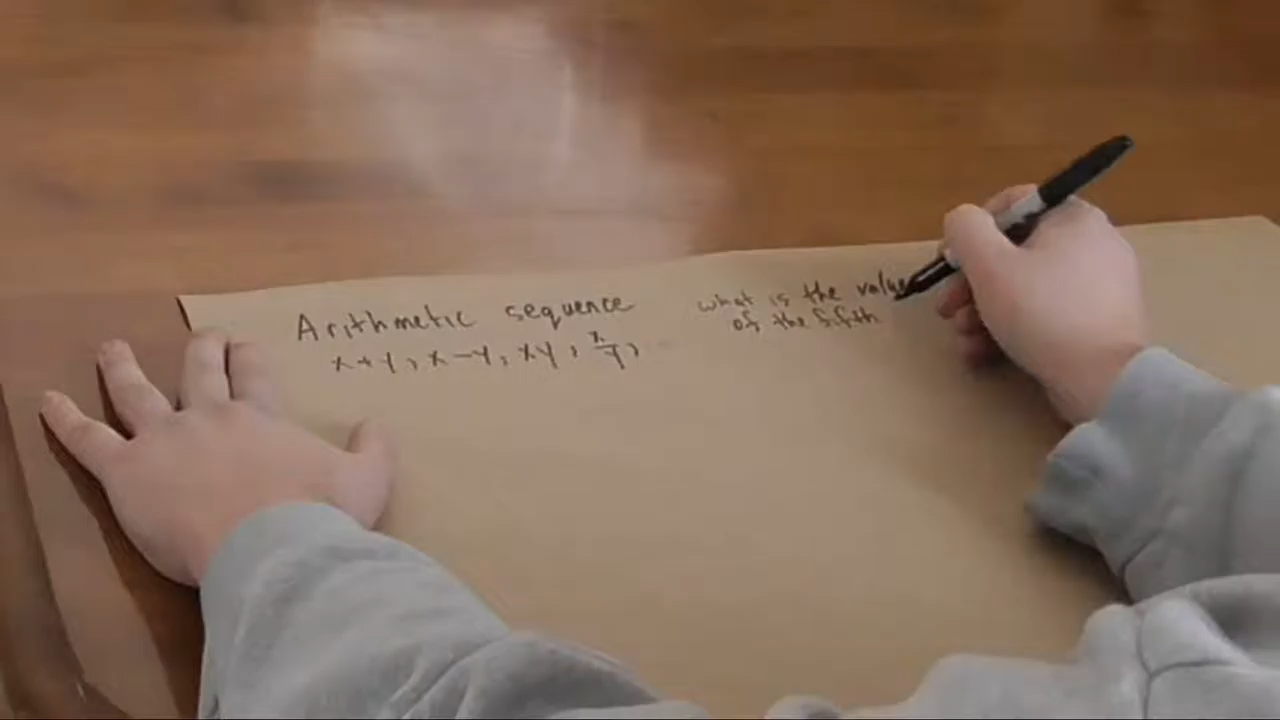 Arithmetic sequence
x+y, x-y, xy, x/y,
what is the value
of the fifth